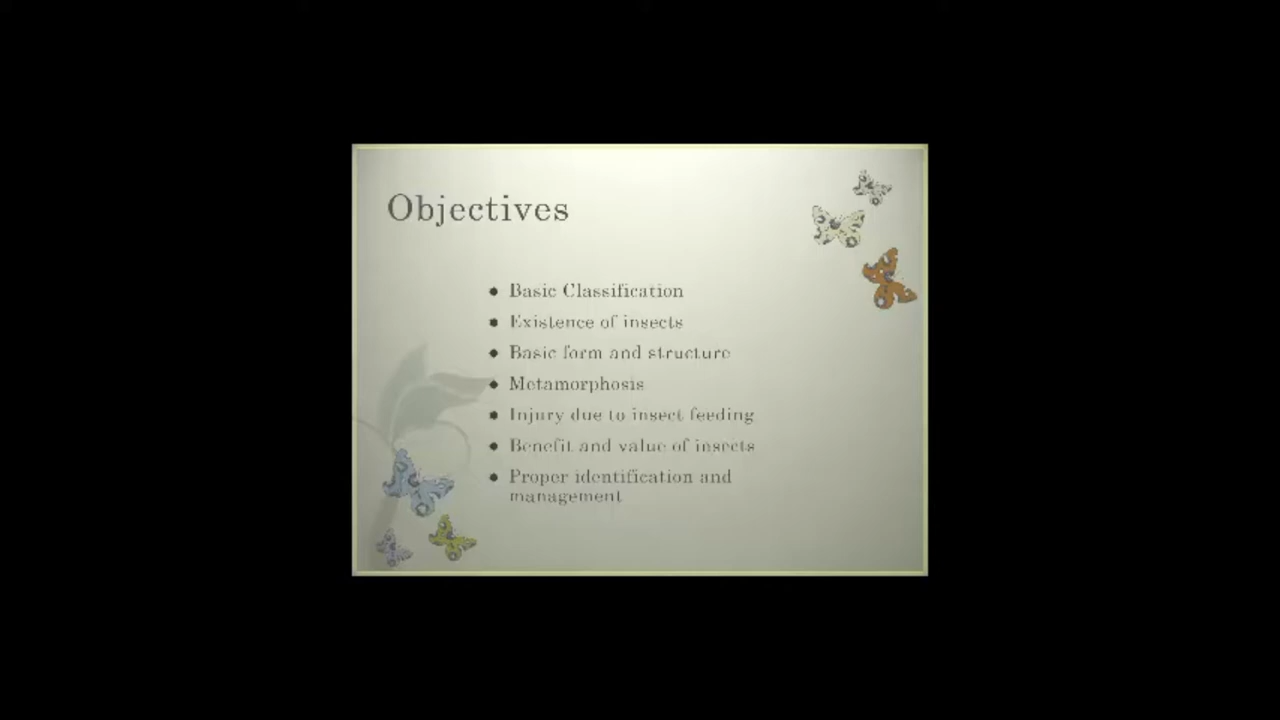 Objectives
• Basic Classification
• Existence of insects
• Basic form and structure
• Metamorphosis
• Injury due to insect feeding
• Benefit and value of insects
• Proper identification and
management